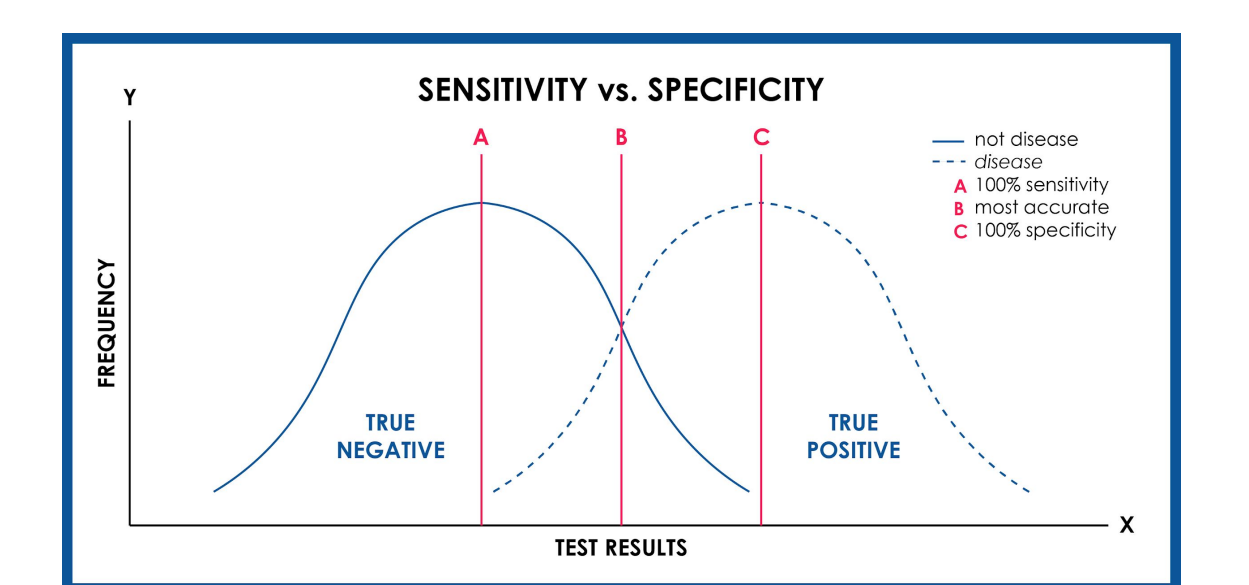 SENSITIVITY vs. SPECIFICITY
Y
A
B
C
not disease
disease
A 100% sensitivity
B most accurate
C 100% specificity
FREQUENCY
TRUE
NEGATIVE
TRUE
POSITIVE
X
TEST RESULTS